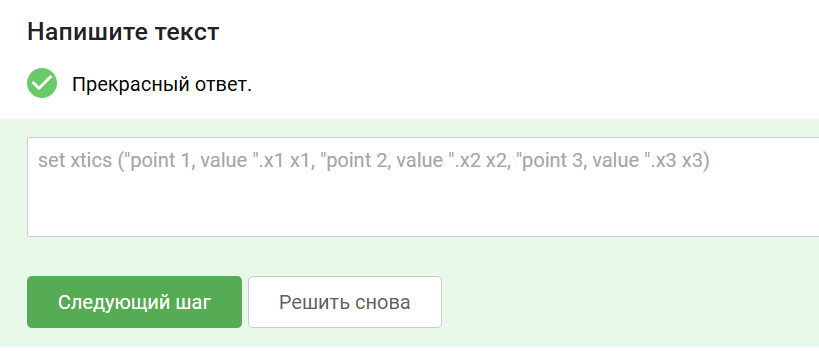 Напишите текст
Прекрасный ответ.
set xtics ("point 1, value ".x1 x1, "point 2, value ".x2 x2, "point 3, value ".x3 x3)
Следующий шаг Решить снова